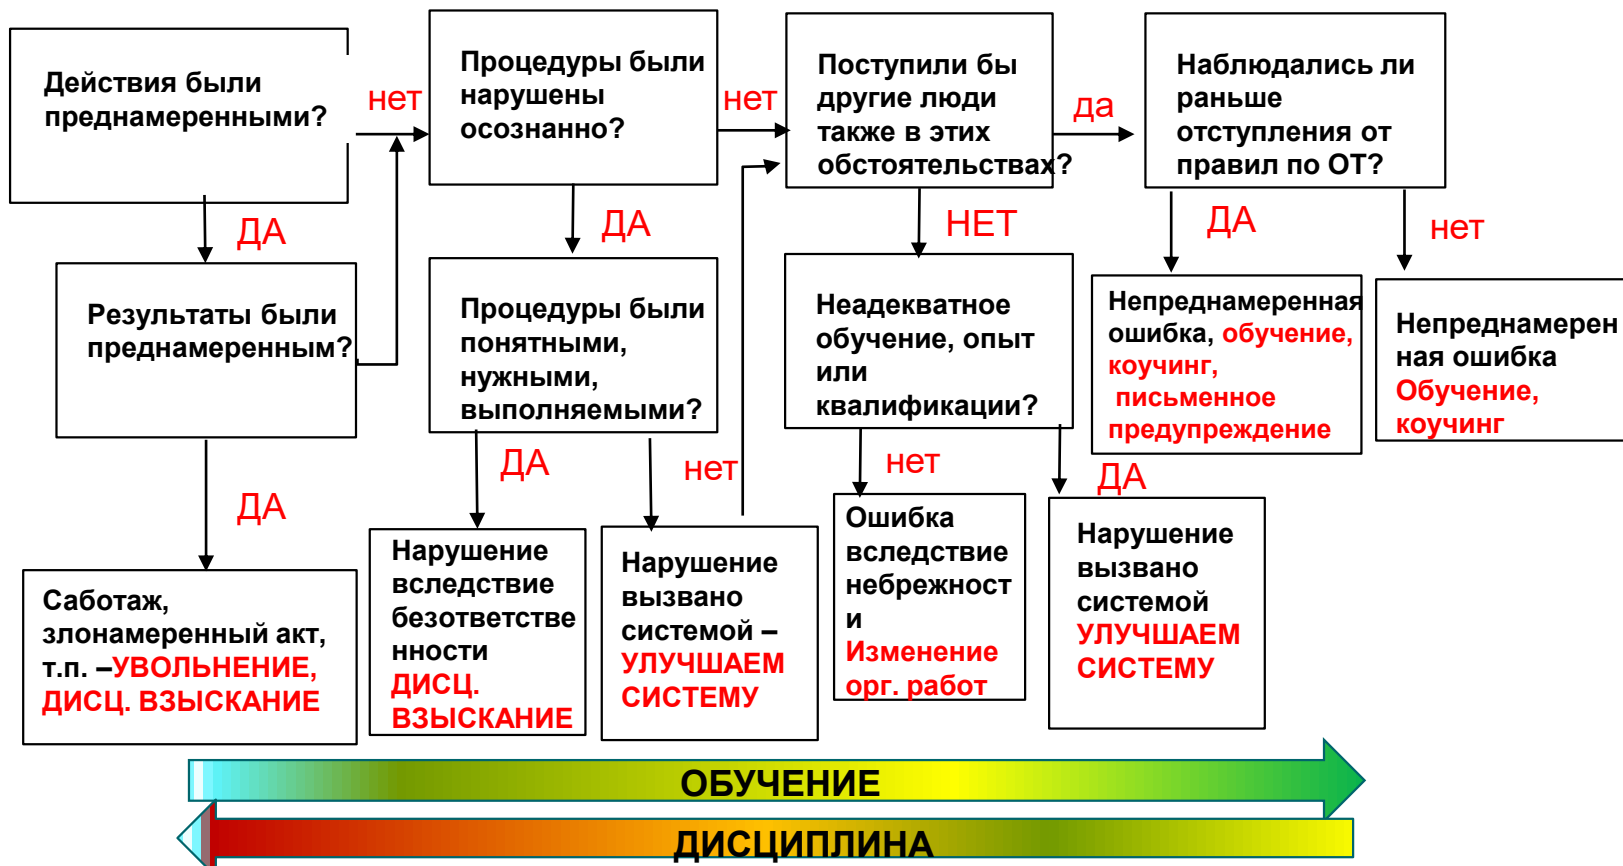 Действия были
преднамеренными?
нет
Процедуры были
нарушены
осознанно?
нет
Поступили бы
другие люди
также в этих
обстоятельствах?
да
Наблюдались ли
раньше
отступления от
правил по ОТ?
ДА
ДА
НЕТ
ДА
нет
Результаты были
преднамеренным?
Процедуры были
понятными,
нужными,
выполняемыми?
Неадекватное
обучение, опыт
или
квалификации?
Непреднамеренная
ошибка, обучение,
коучинг,
письменное
предупреждение
Непреднамерен
ная ошибка
Обучение,
коучинг
ДА
ДА
нет
нет
ДА
Саботаж,
злонамеренный акт,
т.п. –УВОЛЬНЕНИЕ,
ДИСЦ. ВЗЫСКАНИЕ
Нарушение
вследствие
безответстве
нности
ДИСЦ.
ВЗЫСКАНИЕ
Нарушение
вызвано
системой –
УЛУЧШАЕМ
СИСТЕМУ
Ошибка
вследствие
небрежност
и
Изменение
орг. работ
Нарушение
вызвано
системой
УЛУЧШАЕМ
СИСТЕМУ
ОБУЧЕНИЕ
ДИСЦИПЛИНА